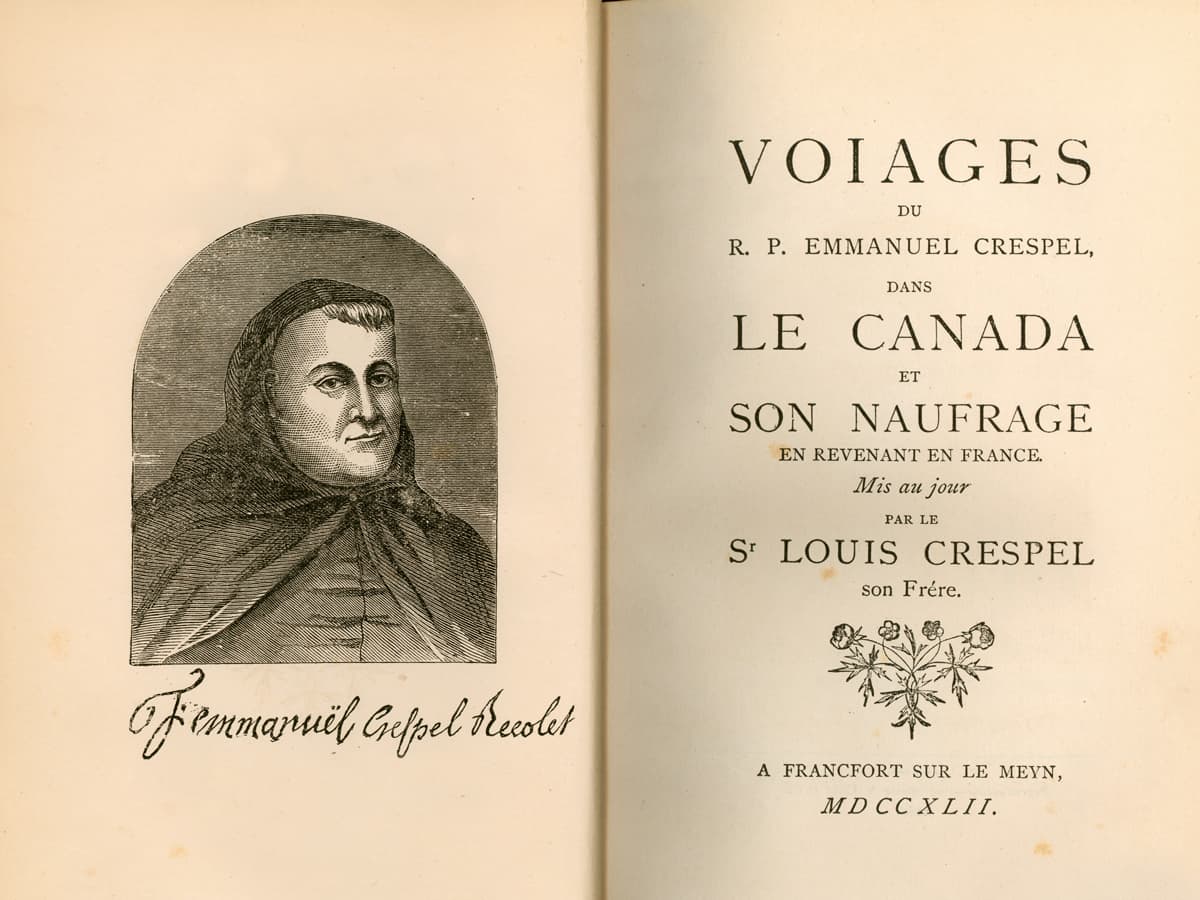 F. emmanuël Crespel Recolet
VOIAGES
DU
R. P. EMMANUEL CRESPEL,
DANS
LE CANADA
ET
SON NAUFRAGE
EN REVENANT EN FRANCE.
Mis au jour
PAR LE
Sʳ LOUIS CRESPEL
son Frére.
A FRANCFORT SUR LE MEYN,
MDCCXLII.